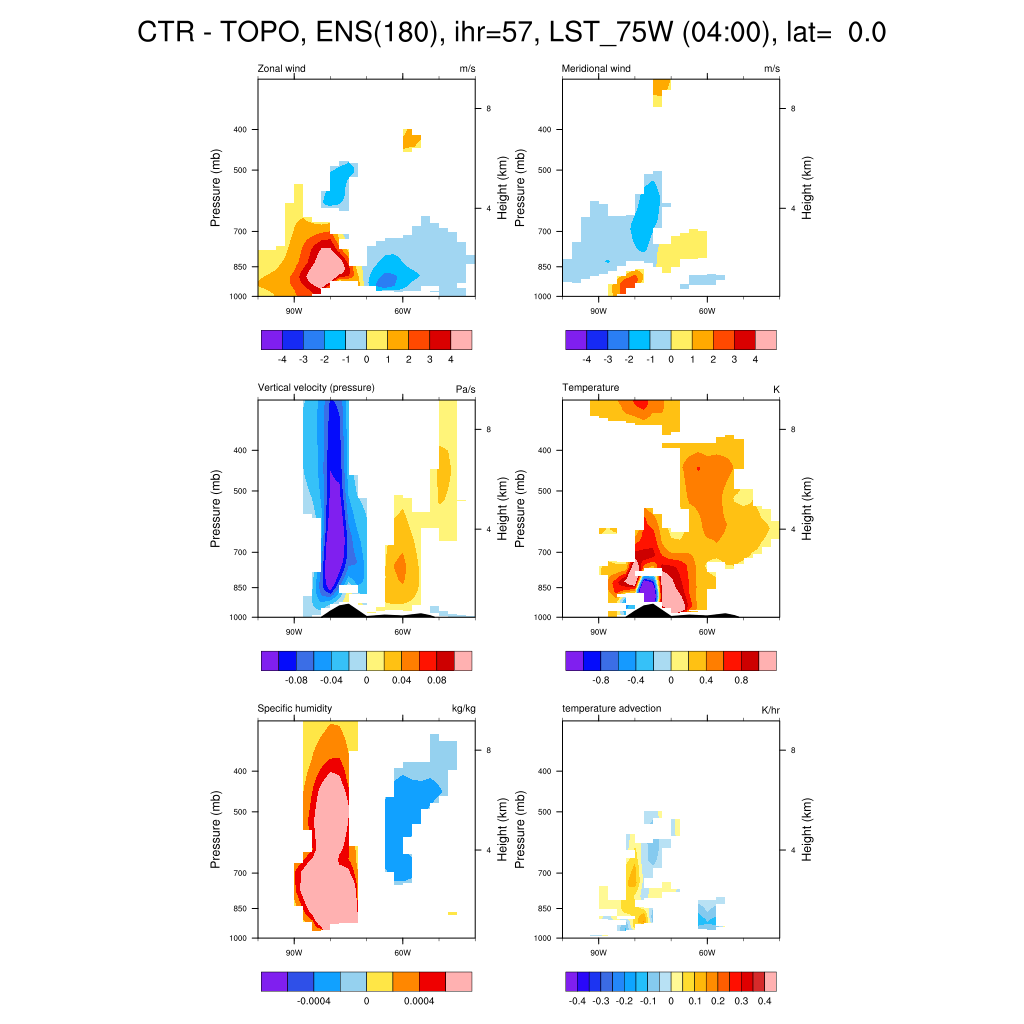 CTR - TOPO, ENS(180), ihr=57, LST_75W (04:00), lat= 0.0
Zonal wind m/s
Meridional wind m/s
Pressure (mb)
400
500
700
850
1000
8
4
Height (km)
90W 60W
Pressure (mb)
400
500
700
850
1000
8
4
Height (km)
90W 60W
-4 -3 -2 -1 0 1 2 3 4
-4 -3 -2 -1 0 1 2 3 4
Vertical velocity (pressure) Pa/s
Temperature K
Pressure (mb)
400
500
700
850
1000
8
4
Height (km)
90W 60W
Pressure (mb)
400
500
700
850
1000
8
4
Height (km)
90W 60W
-0.08 -0.04 0 0.04 0.08
-0.8 -0.4 0 0.4 0.8
Specific humidity kg/kg
temperature advection K/hr
Pressure (mb)
400
500
700
850
1000
8
4
Height (km)
90W 60W
Pressure (mb)
400
500
700
850
1000
8
4
Height (km)
90W 60W
-0.0004 0 0.0004
-0.4 -0.3 -0.2 -0.1 0 0.1 0.2 0.3 0.4